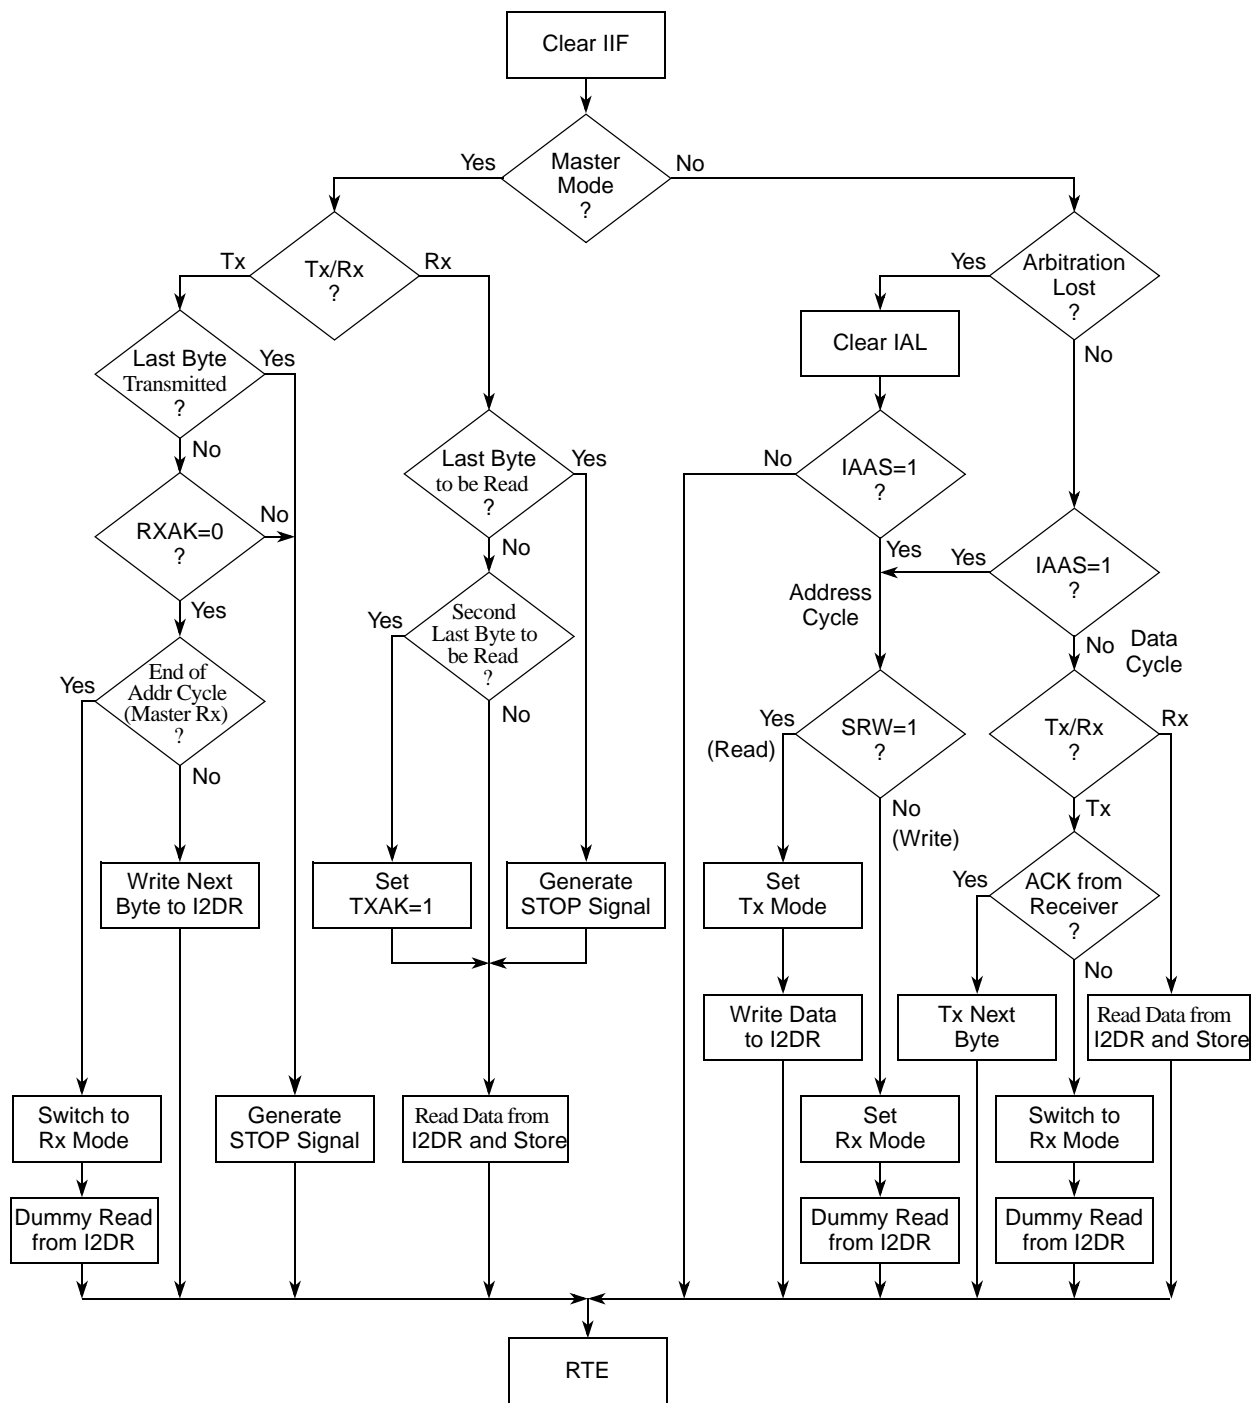 Clear IIF
Master
Mode
?
Yes
No
Tx/Rx
?
Tx
Rx
Arbitration
Lost
?
Yes
No
Clear IAL
Last Byte
Transmitted
?
Yes
No
Last Byte
to be Read
?
Yes
No
IAAS=1
?
No
Yes
RXAK=0
?
No
Yes
IAAS=1
?
Yes
No
Address
Cycle
Data
Cycle
Second
Last Byte to
be Read
?
Yes
No
End of
Addr Cycle
(Master Rx)
?
Yes
No
SRW=1
?
Yes
(Read)
No
(Write)
Tx/Rx
?
Rx
Tx
Write Next
Byte to I2DR
Set
TXAK=1
Generate
STOP Signal
Set
Tx Mode
ACK from
Receiver
?
Yes
No
Write Data
to I2DR
Tx Next
Byte
Read Data from
I2DR and Store
Switch to
Rx Mode
Generate
STOP Signal
Read Data from
I2DR and Store
Set
Rx Mode
Switch to
Rx Mode
Dummy Read
from I2DR
Dummy Read
from I2DR
Dummy Read
from I2DR
RTE